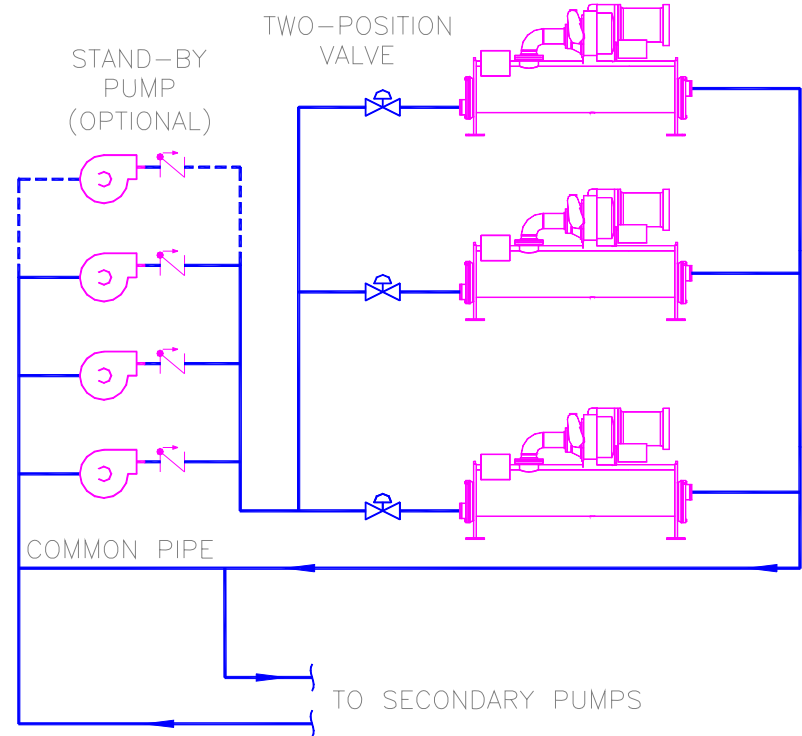 TWO-POSITION
VALVE
STAND-BY
PUMP
(OPTIONAL)
COMMON PIPE
TO SECONDARY PUMPS